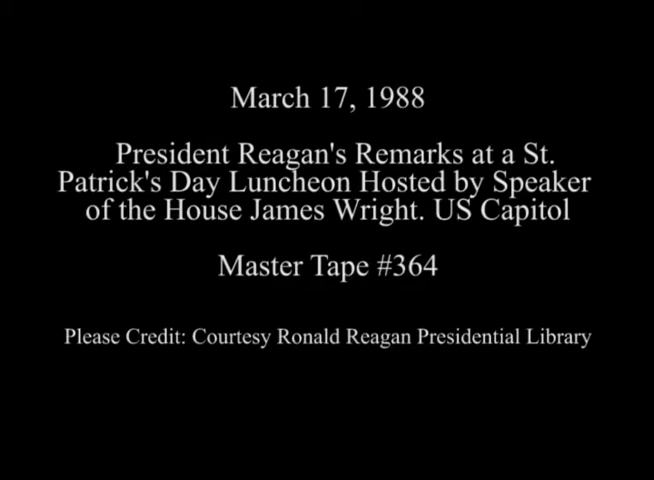 March 17, 1988
President Reagan's Remarks at a St.
Patrick's Day Luncheon Hosted by Speaker
of the House James Wright. US Capitol
Master Tape #364
Please Credit: Courtesy Ronald Reagan Presidential Library